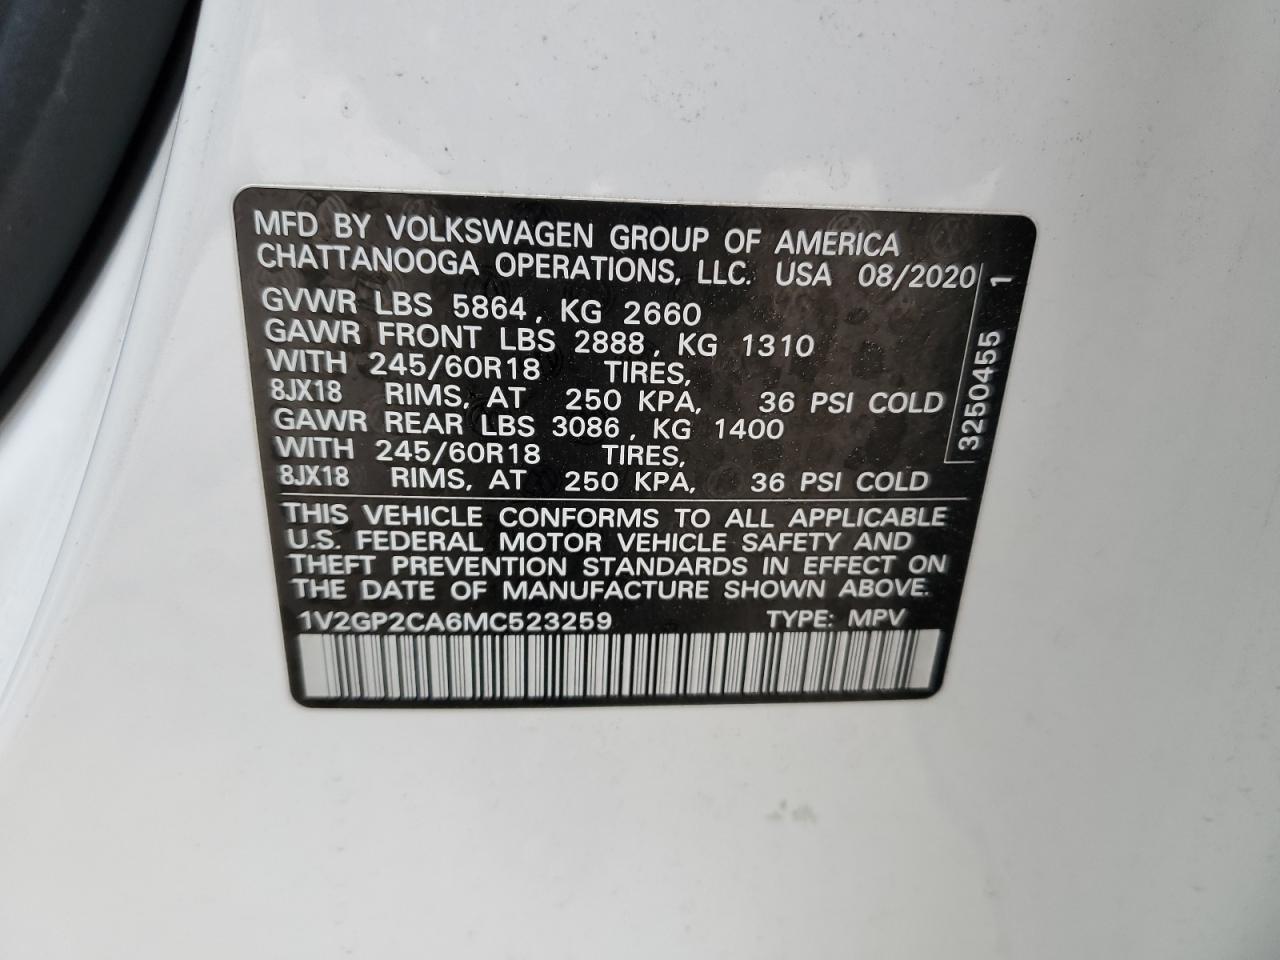 MFD BY VOLKSWAGEN GROUP OF AMERICA
CHATTANOOGA OPERATIONS, LLC. USA 08/2020
GVWR LBS 5864, KG 2660
GAWR FRONT LBS 2888, KG 1310
WITH 245/60R18 TIRES,
8JX18 RIMS, AT 250 KPA, 36 PSI COLD
GAWR REAR LBS 3086, KG 1400
WITH 245/60R18 TIRES,
8JX18 RIMS, AT 250 KPA, 36 PSI COLD
3250455 1
THIS VEHICLE CONFORMS TO ALL APPLICABLE
U.S. FEDERAL MOTOR VEHICLE SAFETY AND
THEFT PREVENTION STANDARDS IN EFFECT ON
THE DATE OF MANUFACTURE SHOWN ABOVE.
1V2GP2CA6MC523259 TYPE: MPV